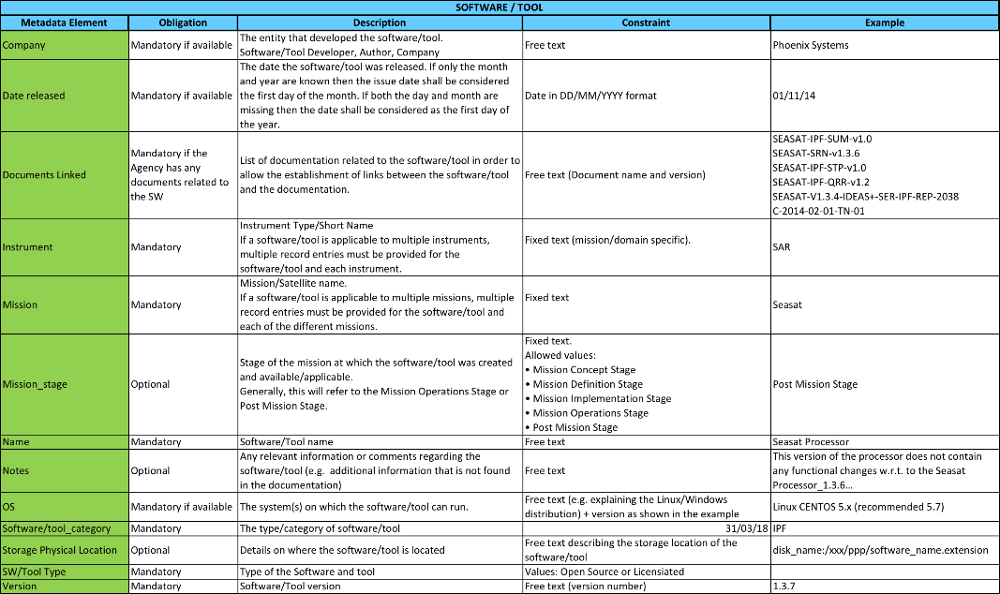 SOFTWARE / TOOL
Metadata Element Obligation Description Constraint Example
Company
Mandatory if available
The entity that developed the software/tool.
Software/Tool Developer, Author, Company
Free text
Phoenix Systems
Date released
Mandatory if available
The date the software/tool was released. If only the month
and year are known then the issue date shall be considered
the first day of the month. If both the day and month are
missing then the date shall be considered as the first day of
the year.
Date in DD/MM/YYYY format
01/11/14
Documents Linked
Mandatory if the
Agency has any
documents related to
the SW
List of documentation related to the software/tool in order to
allow the establishment of links between the software/tool
and the documentation.
Free text (Document name and version)
SEASAT-IPF-SUM-v1.0
SEASAT-SRN-v1.3.6
SEASAT-IPF-STP-v1.0
SEASAT-IPF-QRR-v1.2
SEASAT-V1.3.4-IDEAS+-SER-IPF-REP-2038
C-2014-02-01-TN-01
Instrument
Mandatory
Instrument Type/Short Name
If a software/tool is applicable to multiple instruments,
multiple record entries must be provided for the
software/tool and each instrument.
Fixed text (mission/domain specific).
SAR
Mission
Mandatory
Mission/Satellite name.
If a software/tool is applicable to multiple missions, multiple
record entries must be provided for the software/tool and
each of the different missions.
Fixed text
Seasat
Mission_stage
Optional
Stage of the mission at which the software/tool was created
and available/applicable.
Generally, this will refer to the Mission Operations Stage or
Post Mission Stage.
Fixed text.
Allowed values:
• Mission Concept Stage
• Mission Definition Stage
• Mission Implementation Stage
• Mission Operations Stage
• Post Mission Stage
Post Mission Stage
Name
Mandatory
Software/Tool name
Free text
Seasat Processor
Notes
Optional
Any relevant information or comments regarding the
software/tool (e.g. additional information that is not found
in the documentation)
Free text
This version of the processor does not contain
any functional changes w.r.t. to the Seasat
Processor_1.3.6...
OS
Mandatory if available
The system(s) on which the software/tool can run.
Free text (e.g. explaining the Linux/Windows
distribution) + version as shown in the example
Linux CENTOS 5.x (recommended 5.7)
Software/tool_category
Mandatory
The type/category of software/tool
31/03/18
IPF
Storage Physical Location
Optional
Details on where the software/tool is located
Free text describing the storage location of the
software/tool
disk_name:/xxx/ppp/software_name.extension
SW/Tool Type
Mandatory
Type of the Software and tool
Values: Open Source or Licensiated
Version
Mandatory
Software/Tool version
Free text (version number)
1.3.7